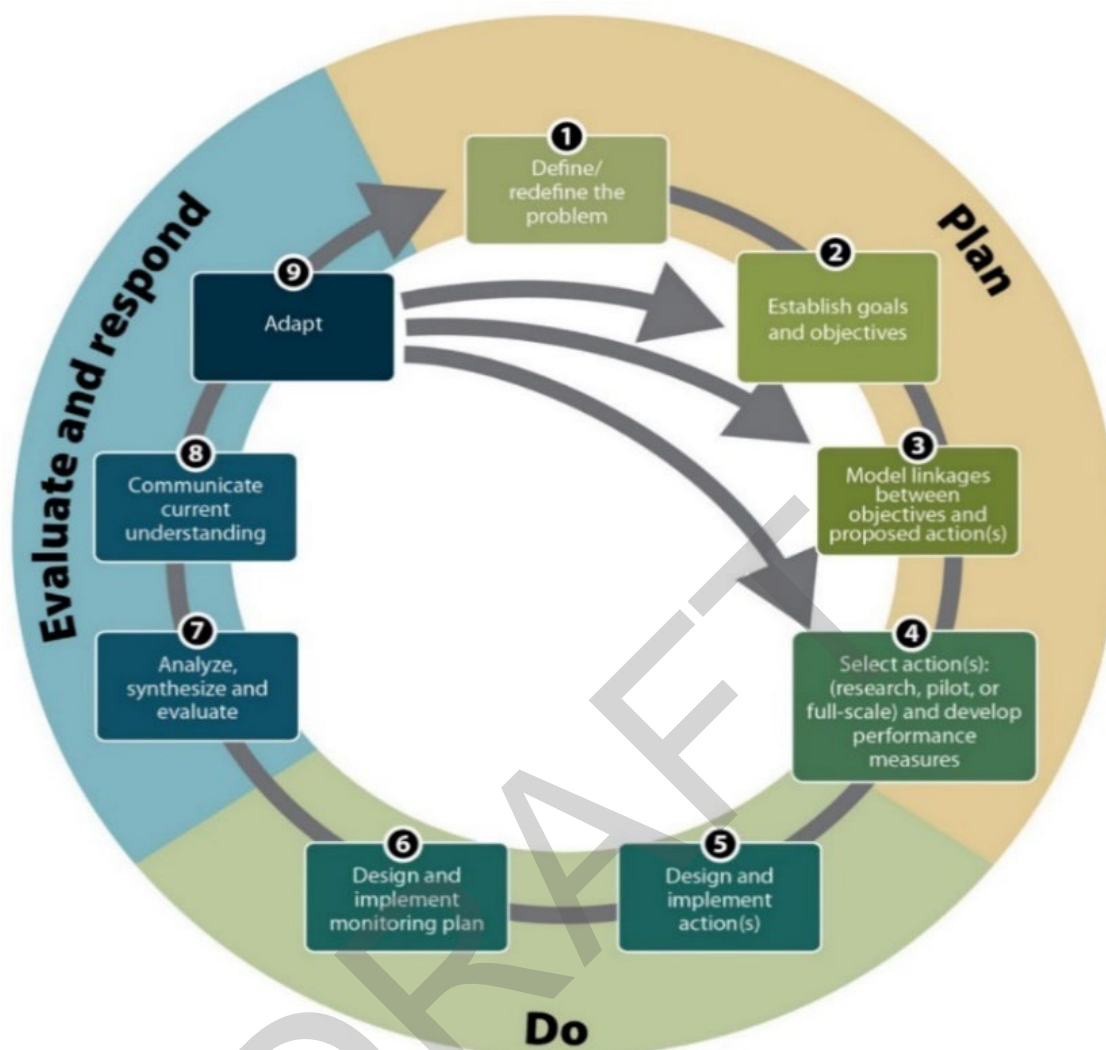 Plan
1
Define/
redefine the
problem
2
Establish goals
and objectives
3
Model linkages
between
objectives and
proposed action(s)
4
Select action(s):
(research, pilot, or
full-scale) and develop
performance
measures
Do
5
Design and
implement
action(s)
6
Design and
implement
monitoring plan
Evaluate and respond
7
Analyze,
synthesize and
evaluate
8
Communicate
current
understanding
9
Adapt
DRAFT